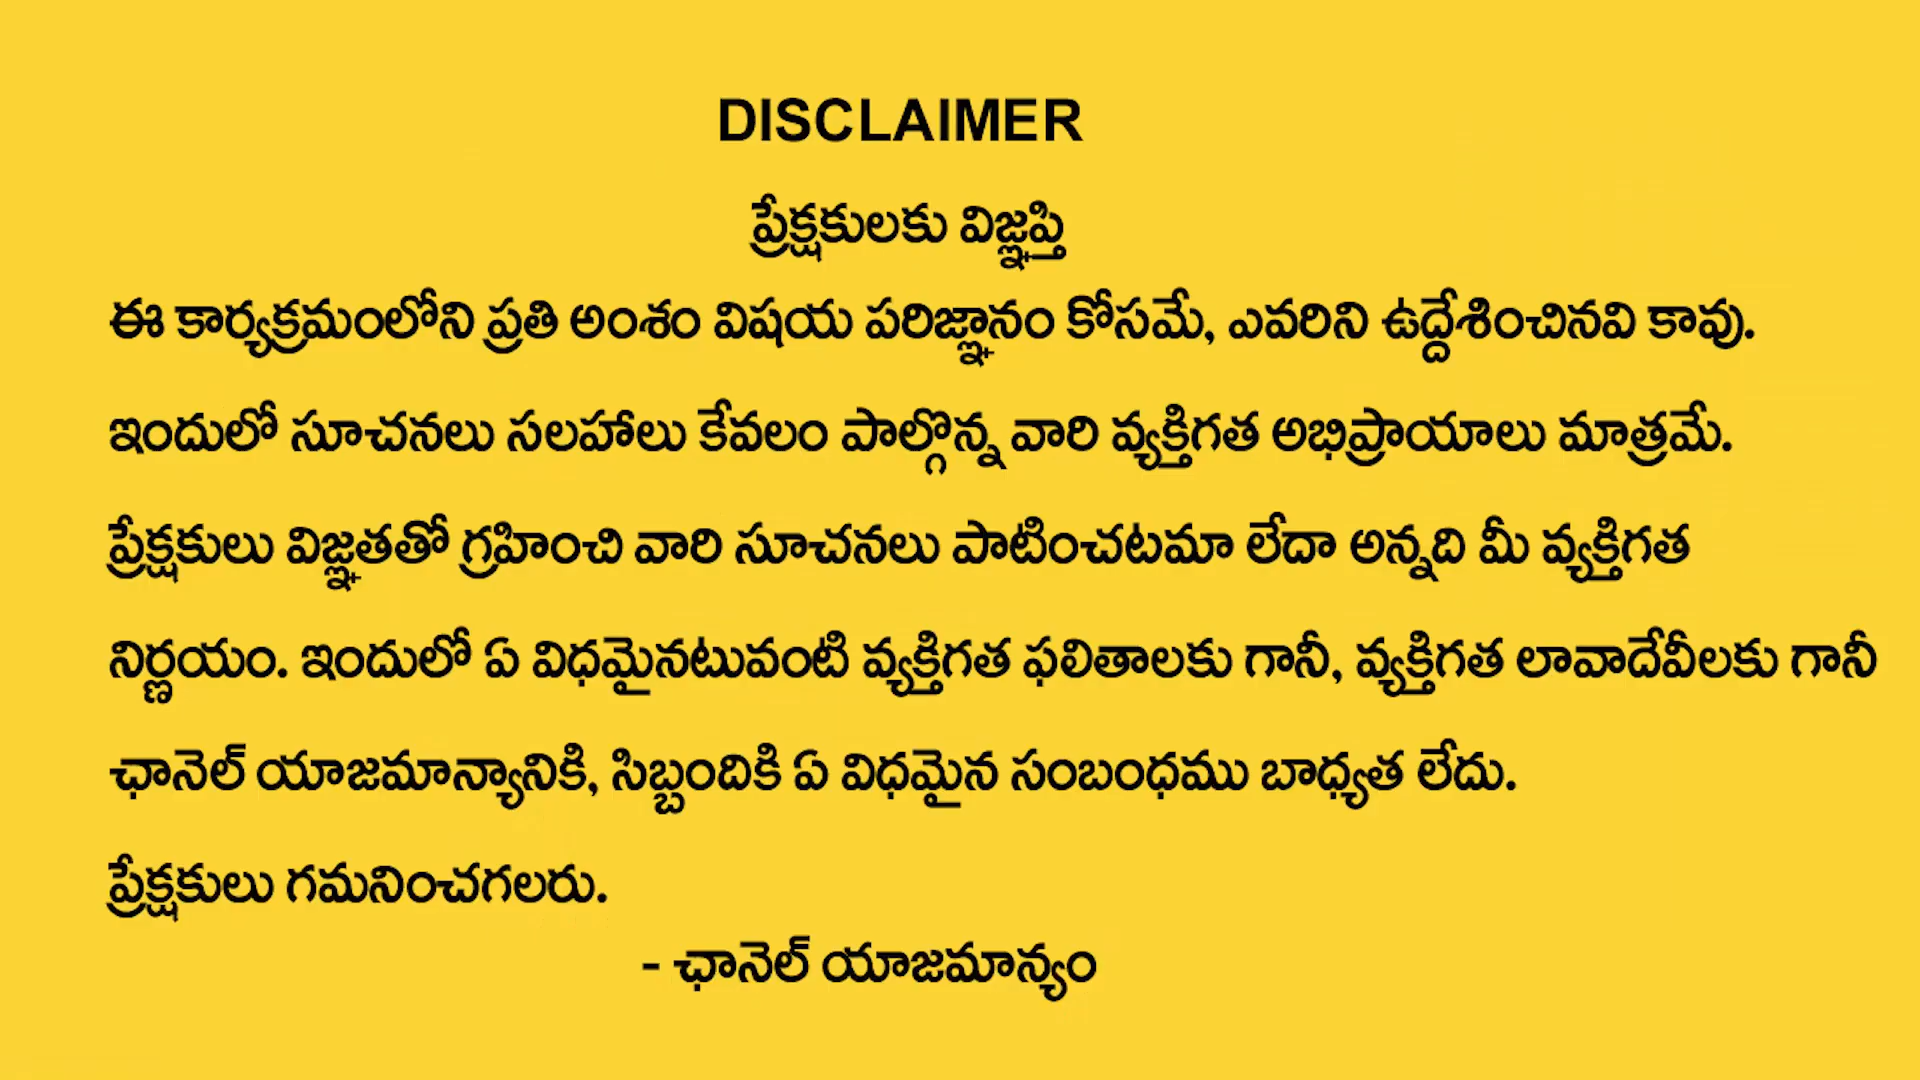 DISCLAIMER
ప్రేక్షకులకు విజ్ఞప్తి
ఈ కార్యక్రమంలోని ప్రతి అంశం విషయ పరిజ్ఞానం కోసమే, ఎవరిని ఉద్దేశించినవి కావు.
ఇందులో సూచనలు సలహాలు కేవలం పాల్గొన్న వారి వ్యక్తిగత అభిప్రాయాలు మాత్రమే.
ప్రేక్షకులు విజ్ఞతతో గ్రహించి వారి సూచనలు పాటించటమా లేదా అన్నది మీ వ్యక్తిగత
నిర్ణయం. ఇందులో ఏ విధమైనటువంటి వ్యక్తిగత ఫలితాలకు గానీ, వ్యక్తిగత లావాదేవీలకు గానీ
ఛానెల్ యాజమాన్యానికి, సిబ్బందికి ఏ విధమైన సంబంధము బాధ్యత లేదు.
ప్రేక్షకులు గమనించగలరు.
- ఛానెల్ యాజమాన్యం